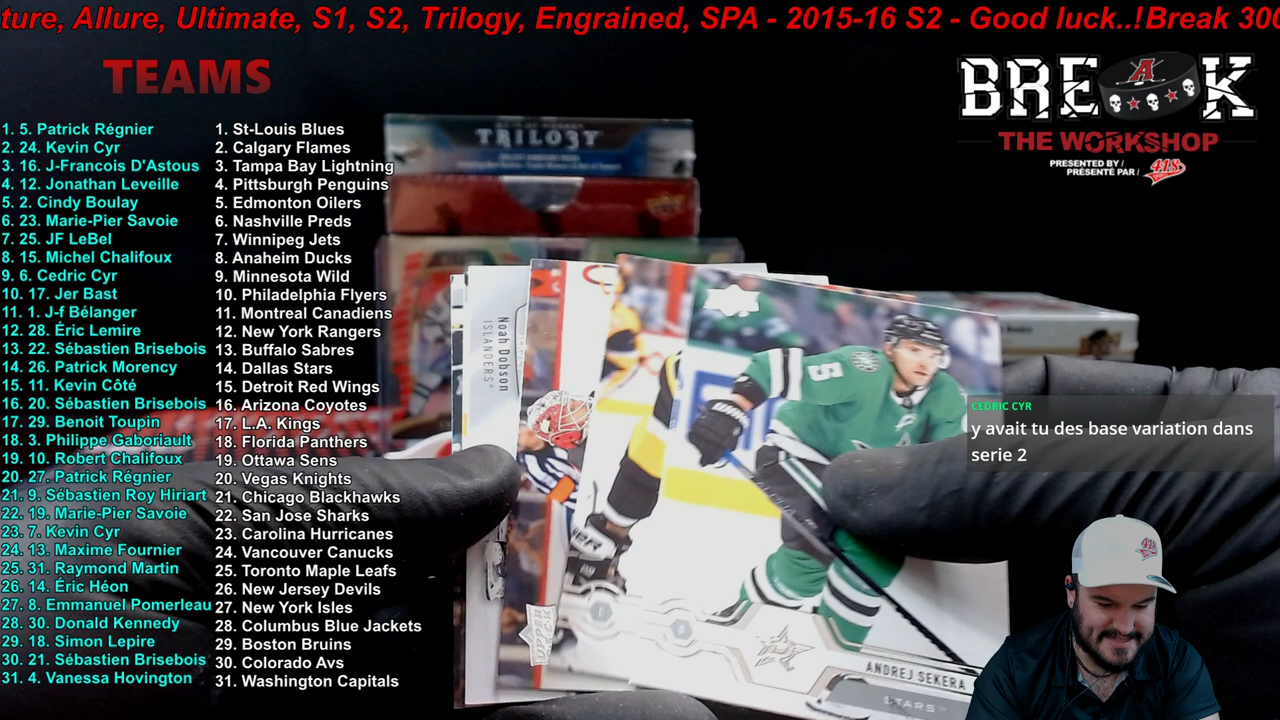 ture, Allure, Ultimate, S1, S2, Trilogy, Engrained, SPA - 2015-16 S2 - Good luck..!Break 300
TEAMS
BREAK
THE WORKSHOP
PRESENTED BY /
PRÉSENTÉ PAR /
418
1. 5. Patrick Régnier
2. 24. Kevin Cyr
3. 16. J-Francois D'Astous
4. 12. Jonathan Leveille
5. 2. Cindy Boulay
6. 23. Marie-Pier Savoie
7. 25. JF LeBel
8. 15. Michel Chalifoux
9. 6. Cedric Cyr
10. 17. Jer Bast
11. 1. J-f Bélanger
12. 28. Éric Lemire
13. 22. Sébastien Brisebois
14. 26. Patrick Morency
15. 11. Kevin Côté
16. 20. Sébastien Brisebois
17. 29. Benoit Toupin
18. 3. Philippe Gaboriault
19. 10. Robert Chalifoux
20. 27. Patrick Régnier
21. 9. Sébastien Roy Hiriart
22. 19. Marie-Pier Savoie
23. 7. Kevin Cyr
24. 13. Maxime Fournier
25. 31. Raymond Martin
26. 14. Éric Héon
27. 8. Emmanuel Pomerleau
28. 30. Donald Kennedy
29. 18. Simon Lepire
30. 21. Sébastien Brisebois
31. 4. Vanessa Hovington
1. St-Louis Blues
2. Calgary Flames
3. Tampa Bay Lightning
4. Pittsburgh Penguins
5. Edmonton Oilers
6. Nashville Preds
7. Winnipeg Jets
8. Anaheim Ducks
9. Minnesota Wild
10. Philadelphia Flyers
11. Montreal Canadiens
12. New York Rangers
13. Buffalo Sabres
14. Dallas Stars
15. Detroit Red Wings
16. Arizona Coyotes
17. L.A. Kings
18. Florida Panthers
19. Ottawa Sens
20. Vegas Knights
21. Chicago Blackhawks
22. San Jose Sharks
23. Carolina Hurricanes
24. Vancouver Canucks
25. Toronto Maple Leafs
26. New Jersey Devils
27. New York Isles
28. Columbus Blue Jackets
29. Boston Bruins
30. Colorado Avs
31. Washington Capitals
TRILOGY
Noah Dobson
ISLANDERS
5
ANDREJ SEKERA
STARS
CEDRIC CYR
y avait tu des base variation dans
serie 2
418